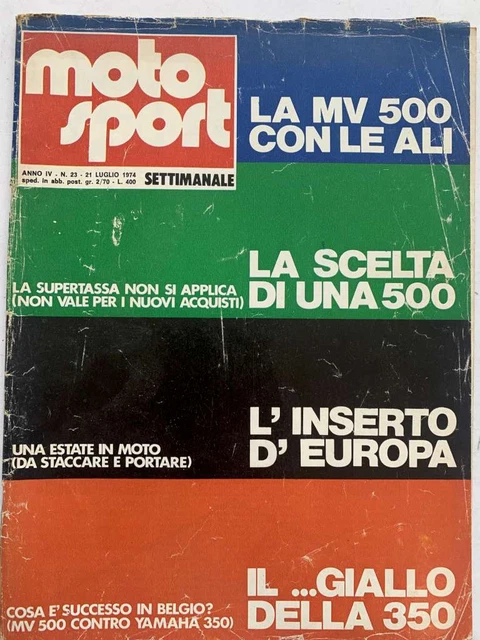 moto
sport
ANNO IV - N. 23 - 21 LUGLIO 1974
sped. in abb. post. gr. 2/70 - L. 400
SETTIMANALE
LA MV 500
CON LE ALI
LA SCELTA
DI UNA 500
LA SUPERTASSA NON SI APPLICA
(NON VALE PER I NUOVI ACQUISTI)
L' INSERTO
D' EUROPA
UNA ESTATE IN MOTO
(DA STACCARE E PORTARE)
IL ...GIALLO
DELLA 350
COSA E' SUCCESSO IN BELGIO?
(MV 500 CONTRO YAMAHA 350)